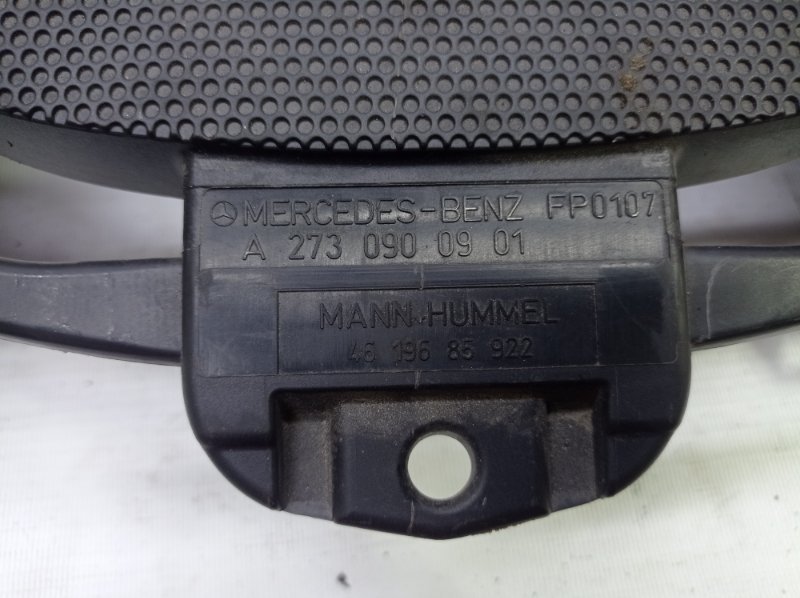 MERCEDES-BENZ FP0107
A 273 090 09 01
MANN+HUMMEL
46 196 85 922